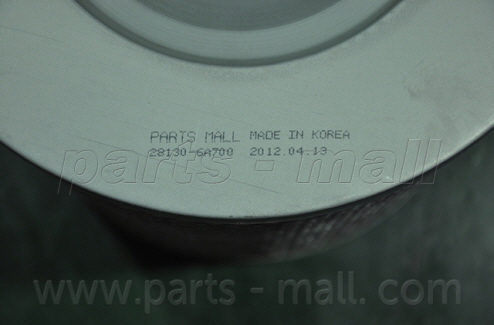 PARTS MALL MADE IN KOREA
28130-6A700 2012.04.13
parts - mall
www.parts - mall.com